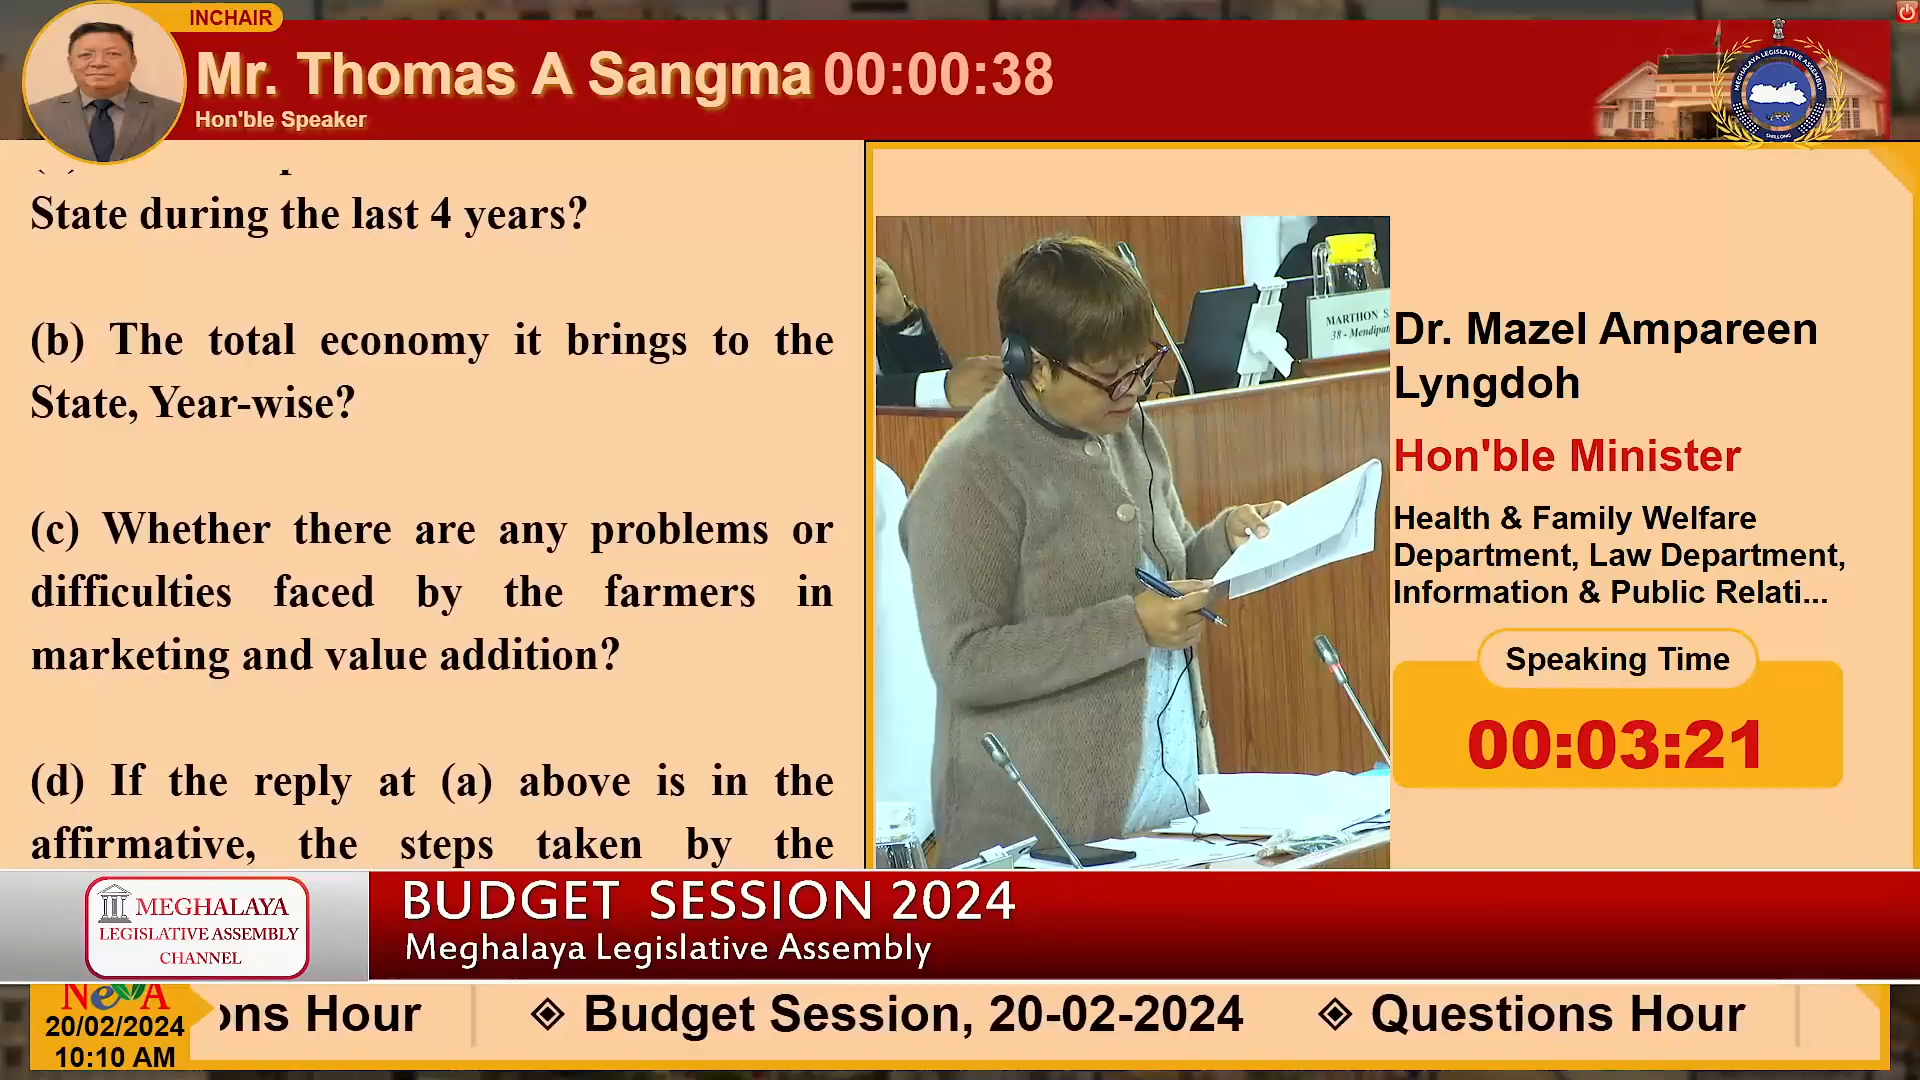 INCHAIR
Mr. Thomas A Sangma 00:00:38
Hon'ble Speaker
MEGHALAYA LEGISLATIVE ASSEMBLY
SHILLONG
State during the last 4 years?
(b) The total economy it brings to the
State, Year-wise?
(c) Whether there are any problems or
difficulties faced by the farmers in
marketing and value addition?
(d) If the reply at (a) above is in the
affirmative, the steps taken by the
MARTHON S.
38 - Mendipat
Dr. Mazel Ampareen
Lyngdoh
Hon'ble Minister
Health & Family Welfare
Department, Law Department,
Information & Public Relati...
Speaking Time
00:03:21
MEGHALAYA
LEGISLATIVE ASSEMBLY
CHANNEL
BUDGET SESSION 2024
Meghalaya Legislative Assembly
NeVA
20/02/2024
10:10 AM
ons Hour
Budget Session, 20-02-2024
Questions Hour